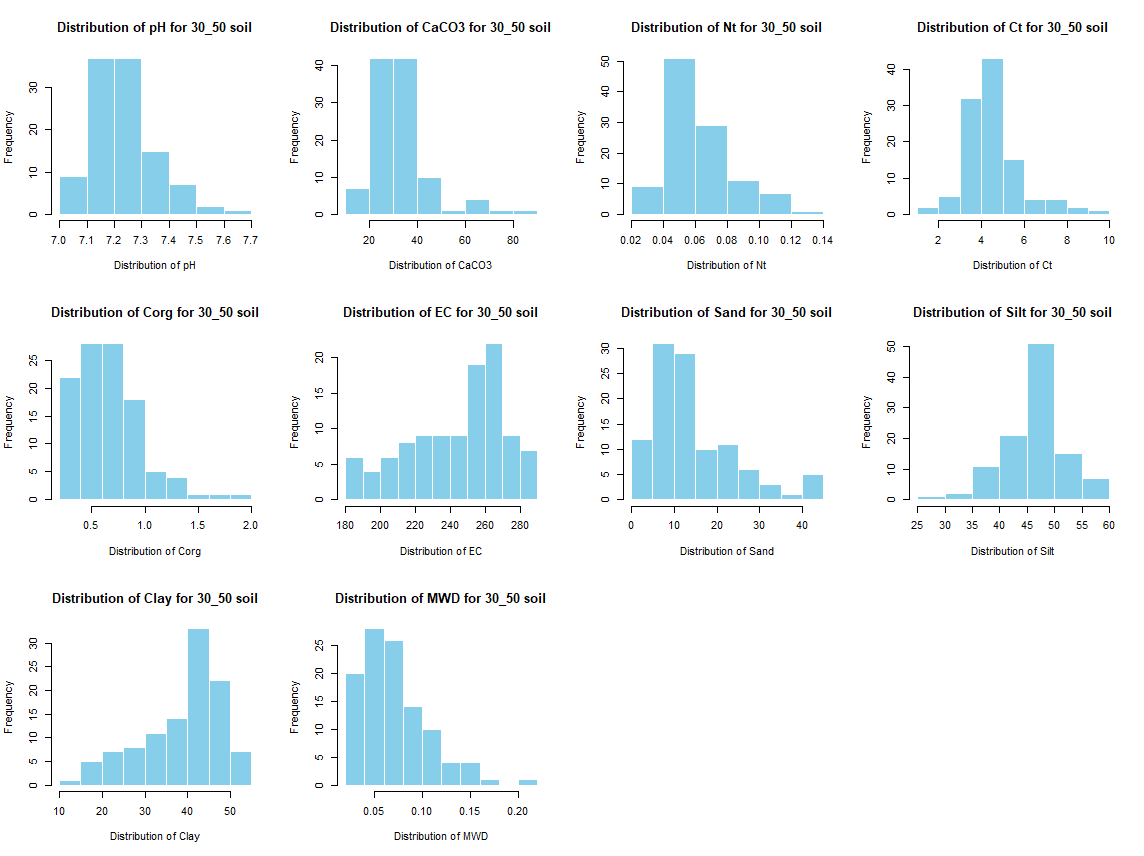 Distribution of pH for 30_50 soil
Frequency
0
10
20
30
7.0 7.1 7.2 7.3 7.4 7.5 7.6 7.7
Distribution of pH
Distribution of CaCO3 for 30_50 soil
Frequency
0
10
20
30
40
20 40 60 80
Distribution of CaCO3
Distribution of Nt for 30_50 soil
Frequency
0
10
20
30
40
50
0.02 0.04 0.06 0.08 0.10 0.12 0.14
Distribution of Nt
Distribution of Ct for 30_50 soil
Frequency
0
10
20
30
40
2 4 6 8 10
Distribution of Ct
Distribution of Corg for 30_50 soil
Frequency
0
5
10
15
20
25
0.5 1.0 1.5 2.0
Distribution of Corg
Distribution of EC for 30_50 soil
Frequency
0
5
10
15
20
180 200 220 240 260 280
Distribution of EC
Distribution of Sand for 30_50 soil
Frequency
0
5
10
15
20
25
30
0 10 20 30 40
Distribution of Sand
Distribution of Silt for 30_50 soil
Frequency
0
10
20
30
40
50
25 30 35 40 45 50 55 60
Distribution of Silt
Distribution of Clay for 30_50 soil
Frequency
0
5
10
15
20
25
30
10 20 30 40 50
Distribution of Clay
Distribution of MWD for 30_50 soil
Frequency
0
5
10
15
20
25
0.05 0.10 0.15 0.20
Distribution of MWD